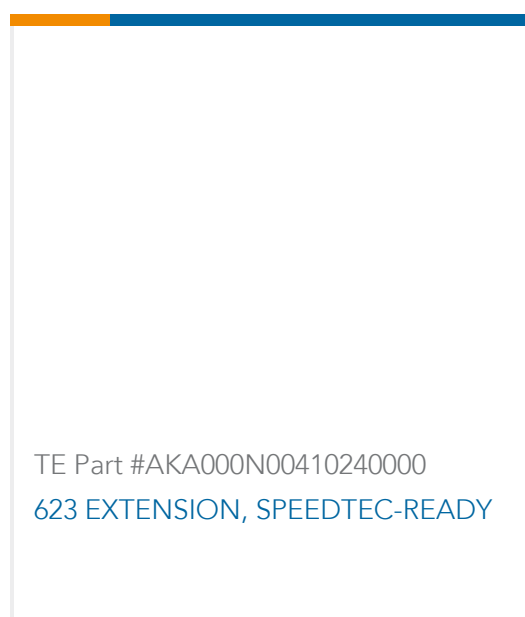 TE Part #AKA000N00410240000
623 EXTENSION, SPEEDTEC-READY